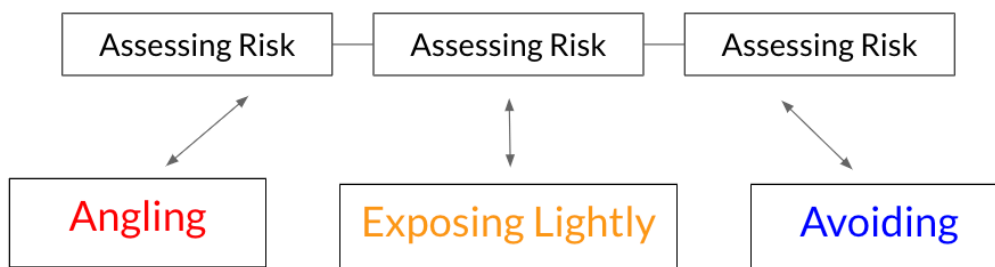 Assessing Risk
Assessing Risk
Assessing Risk
Angling
Exposing Lightly
Avoiding